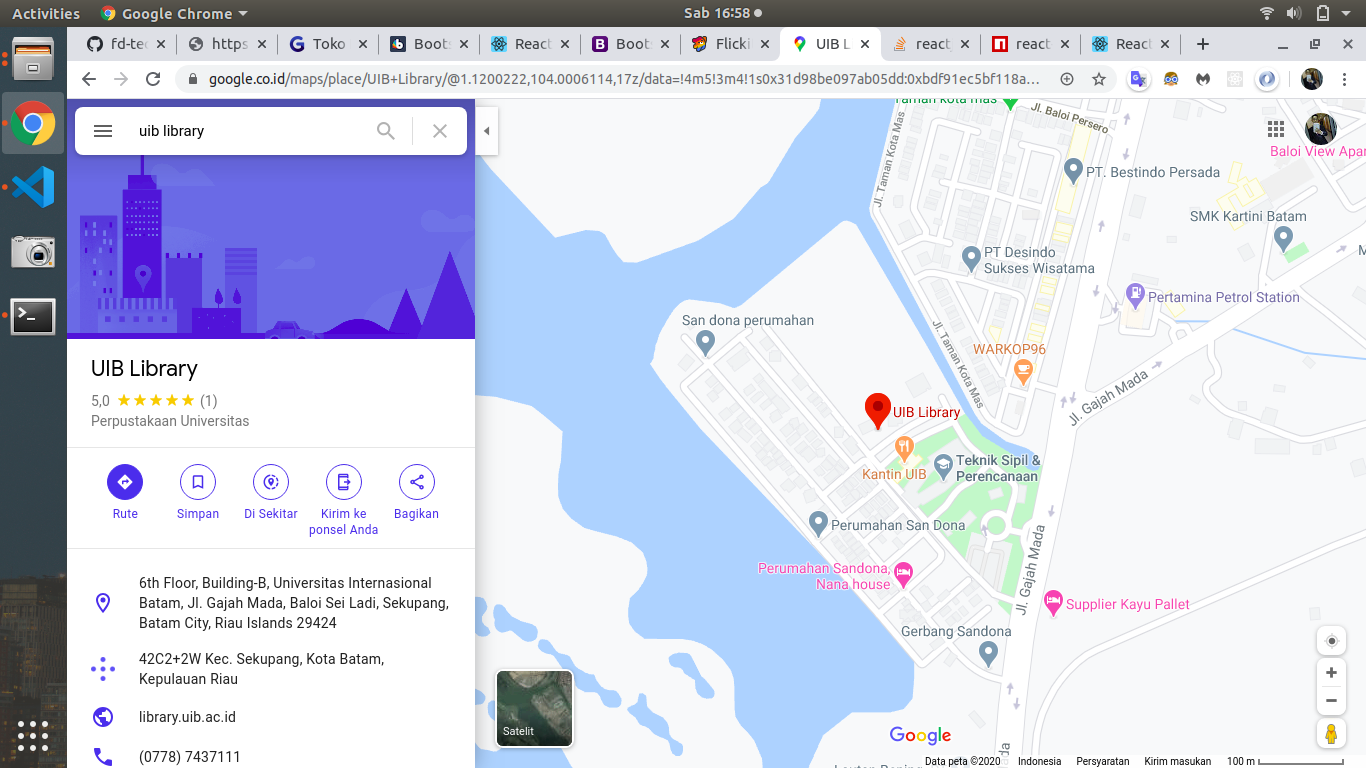 Activities
Google Chrome
Sab 16:58
fd-tec
https
Toko
Boots
React
Boots
Flicki
UIB L
react
react
React
google.co.id/maps/place/UIB+Library/@1.1200222,104.0006114,17z/data=!4m5!3m4!1s0x31d98be097ab05dd:0xbdf91ec5bf118a…
uib library
UIB Library
5,0
(1)
Perpustakaan Universitas
Rute
Simpan
Di Sekitar
Kirim ke
ponsel Anda
Bagikan
6th Floor, Building-B, Universitas Internasional
Batam, Jl. Gajah Mada, Baloi Sei Ladi, Sekupang,
Batam City, Riau Islands 29424
42C2+2W Kec. Sekupang, Kota Batam,
Kepulauan Riau
library.uib.ac.id
(0778) 7437111
Taman kota mas
Jl. Baloi Persero
Jl. Taman Kota Mas
Baloi View Apar
PT. Bestindo Persada
SMK Kartini Batam
PT Desindo
Sukses Wisatama
Pertamina Petrol Station
San dona perumahan
Jl. Taman Kota Mas
WARKOP96
Jl. Gajah Mada
UIB Library
Kantin UIB
Teknik Sipil &
Perencanaan
Perumahan San Dona
Perumahan Sandona,
Nana house
Jl. Gajah Mada
Supplier Kayu Pallet
Gerbang Sandona
Satelit
Google
Data peta ©2020
Indonesia
Persyaratan
Kirim masukan
100 m